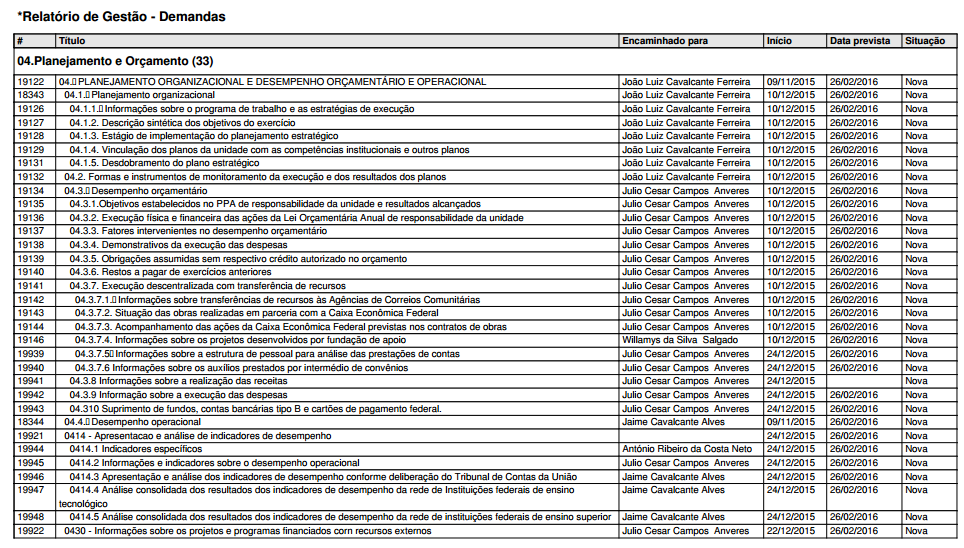 *Relatório de Gestão - Demandas
# Título Encaminhado para Início Data prevista Situação
04.Planejamento e Orçamento (33)
19122 04.▯ PLANEJAMENTO ORGANIZACIONAL E DESEMPENHO ORÇAMENTÁRIO E OPERACIONAL João Luiz Cavalcante Ferreira 09/11/2015 26/02/2016 Nova
18343 04.1.▯ Planejamento organizacional João Luiz Cavalcante Ferreira 10/12/2015 26/02/2016 Nova
19126 04.1.1.▯ Informações sobre o programa de trabalho e as estratégias de execução João Luiz Cavalcante Ferreira 10/12/2015 26/02/2016 Nova
19127 04.1.2. Descrição sintética dos objetivos do exercício João Luiz Cavalcante Ferreira 10/12/2015 26/02/2016 Nova
19128 04.1.3. Estágio de implementação do planejamento estratégico João Luiz Cavalcante Ferreira 10/12/2015 26/02/2016 Nova
19129 04.1.4. Vinculação dos planos da unidade com as competências institucionais e outros planos João Luiz Cavalcante Ferreira 10/12/2015 26/02/2016 Nova
19131 04.1.5. Desdobramento do plano estratégico João Luiz Cavalcante Ferreira 10/12/2015 26/02/2016 Nova
19132 04.2. Formas e instrumentos de monitoramento da execução e dos resultados dos planos João Luiz Cavalcante Ferreira 10/12/2015 26/02/2016 Nova
19134 04.3.▯ Desempenho orçamentário Julio Cesar Campos Anveres 10/12/2015 26/02/2016 Nova
19135 04.3.1.Objetivos estabelecidos no PPA de responsabilidade da unidade e resultados alcançados Julio Cesar Campos Anveres 10/12/2015 26/02/2016 Nova
19136 04.3.2. Execução física e financeira das ações da Lei Orçamentária Anual de responsabilidade da unidade Julio Cesar Campos Anveres 10/12/2015 26/02/2016 Nova
19137 04.3.3. Fatores intervenientes no desempenho orçamentário Julio Cesar Campos Anveres 10/12/2015 26/02/2016 Nova
19138 04.3.4. Demonstrativos da execução das despesas Julio Cesar Campos Anveres 10/12/2015 26/02/2016 Nova
19139 04.3.5. Obrigações assumidas sem respectivo crédito autorizado no orçamento Julio Cesar Campos Anveres 10/12/2015 26/02/2016 Nova
19140 04.3.6. Restos a pagar de exercícios anteriores Julio Cesar Campos Anveres 10/12/2015 26/02/2016 Nova
19141 04.3.7. Execução descentralizada com transferência de recursos Julio Cesar Campos Anveres 10/12/2015 26/02/2016 Nova
19142 04.3.7.1.▯ Informações sobre transferências de recursos às Agências de Correios Comunitárias Julio Cesar Campos Anveres 10/12/2015 26/02/2016 Nova
19143 04.3.7.2. Situação das obras realizadas em parceria com a Caixa Econômica Federal Julio Cesar Campos Anveres 10/12/2015 26/02/2016 Nova
19144 04.3.7.3. Acompanhamento das ações da Caixa Econômica Federal previstas nos contratos de obras Julio Cesar Campos Anveres 10/12/2015 26/02/2016 Nova
19146 04.3.7.4. Informações sobre os projetos desenvolvidos por fundação de apoio Willamys da Silva Salgado 10/12/2015 26/02/2016 Nova
19939 04.3.7.5▯ Informações sobre a estrutura de pessoal para análise das prestações de contas Julio Cesar Campos Anveres 24/12/2015 26/02/2016 Nova
19940 04.3.7.6 Informações sobre os auxílios prestados por intermédio de convênios Julio Cesar Campos Anveres 24/12/2015 26/02/2016 Nova
19941 04.3.8 Informações sobre a realização das receitas Julio Cesar Campos Anveres 24/12/2015 Nova
19942 04.3.9 Informação sobre a execução das despesas Julio Cesar Campos Anveres 24/12/2015 26/02/2016 Nova
19943 04.310 Suprimento de fundos, contas bancárias tipo B e cartões de pagamento federal. Julio Cesar Campos Anveres 24/12/2015 26/02/2016 Nova
18344 04.4.▯ Desempenho operacional Jaime Cavalcante Alves 09/11/2015 26/02/2016 Nova
19921 0414 - Apresentacao e análise de indicadores de desempenho 24/12/2015 26/02/2016 Nova
19944 0414.1 Indicadores específicos António Ribeiro da Costa Neto 24/12/2015 26/02/2016 Nova
19945 0414.2 Informações e indicadores sobre o desempenho operacional Julio Cesar Campos Anveres 24/12/2015 26/02/2016 Nova
19946 0414.3 Apresentação e análise dos indicadores de desempenho conforme deliberação do Tribunal de Contas da União Jaime Cavalcante Alves 24/12/2015 26/02/2016 Nova
19947 0414.4 Análise consolidada dos resultados dos indicadores de desempenho da rede de Instituições federais de ensino Jaime Cavalcante Alves 24/12/2015 26/02/2016 Nova
tecnológico
19948 0414.5 Análise consolidada dos resultados dos indicadores de desempenho da rede de instituições federais de ensino superior Jaime Cavalcante Alves 24/12/2015 26/02/2016 Nova
19922 0430 - Informações sobre os projetos e programas financiados com recursos externos Julio Cesar Campos Anveres 22/12/2015 26/02/2016 Nova